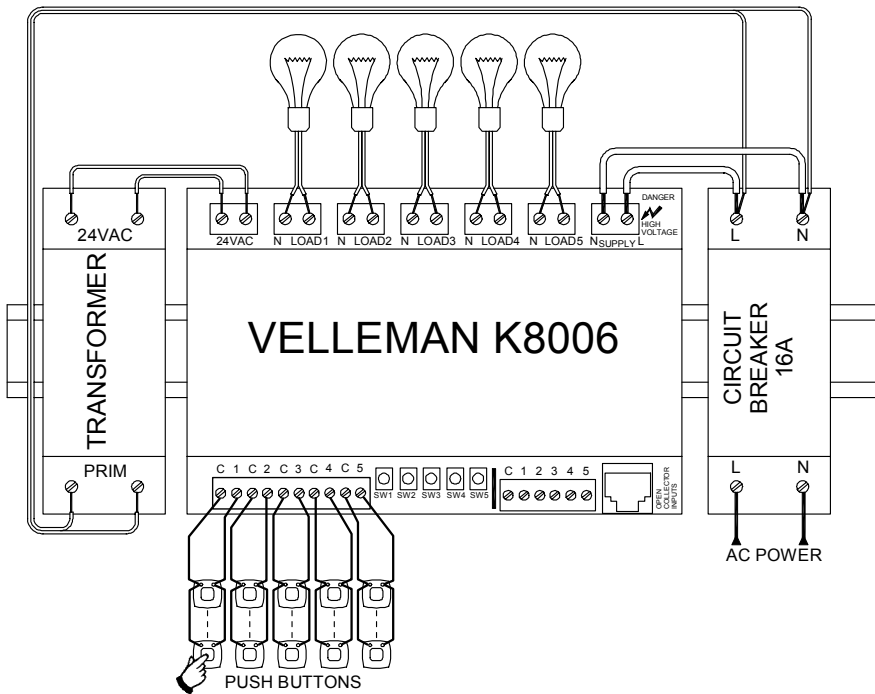 DANGER
HIGH
VOLTAGE
24VAC
24VAC
N LOAD1
N LOAD2
N LOAD3
N LOAD4
N LOAD5
N SUPPLY L
L N
TRANSFORMER
VELLEMAN K8006
CIRCUIT
BREAKER
16A
PRIM
C 1 C 2 C 3 C 4 C 5
SW1 SW2 SW3 SW4 SW5
C 1 2 3 4 5
OPEN
COLLECTOR
INPUTS
L N
AC POWER
PUSH BUTTONS